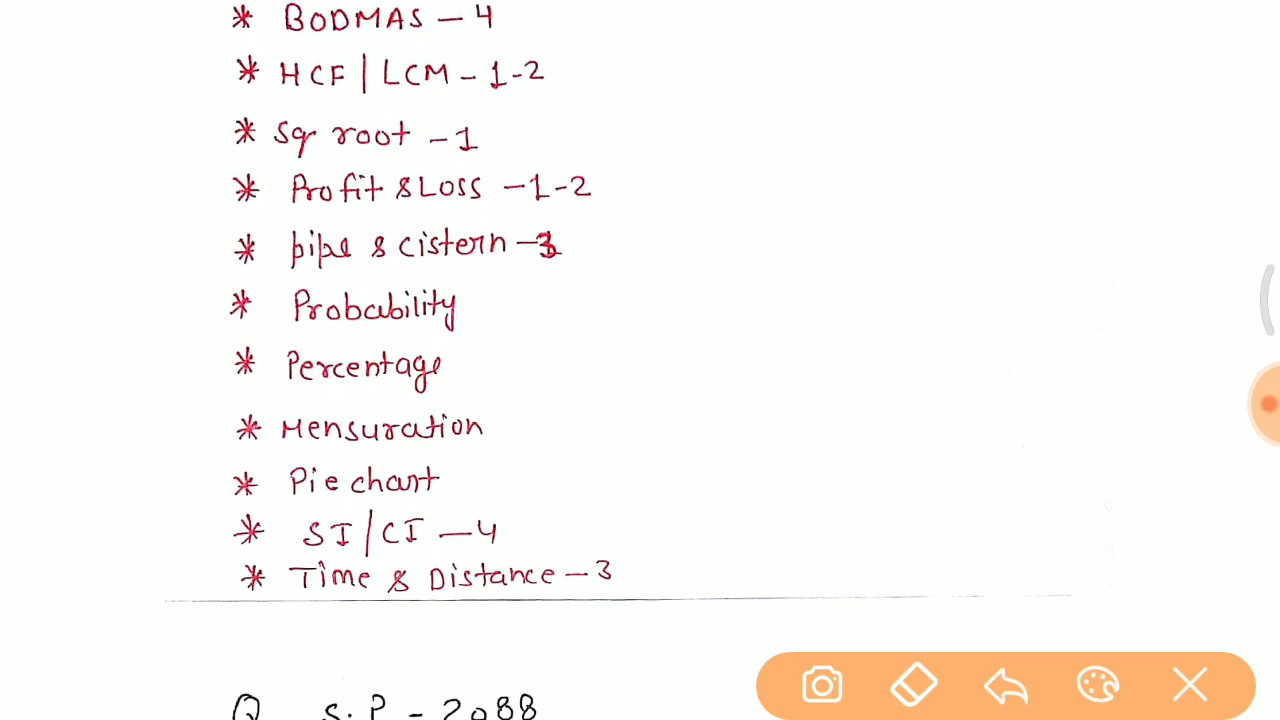 * BODMAS - 4
* HCF | LCM - 1-2
* Sq root - 1
* Profit & Loss - 1-2
* pipe & cistern -
* Probability
* Percentage
* Mensuration
* Pie chart
* SI/CI - 4
* Time & Distance - 3
Q S.P - 2088